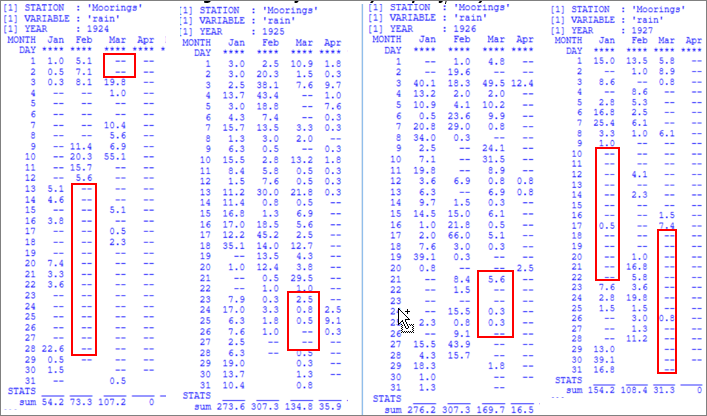 [1] STATION : 'Moorings'
[1] VARIABLE : 'rain'
[1] YEAR : 1924
MONTH Jan Feb Mar Apr
DAY **** **** **** ****
1 1.0 5.1 -- --
2 0.5 7.1 -- --
3 0.3 8.1 19.8 --
4 -- -- 1.0 --
5 -- -- -- --
6 -- -- -- --
7 -- -- 10.4 --
8 -- -- 5.6 --
9 -- 11.4 6.9 --
10 -- 20.3 55.1 --
11 -- 15.7 -- --
12 -- 5.6 -- --
13 5.1 -- -- --
14 4.6 -- -- --
15 -- -- 5.1 --
16 3.8 -- -- --
17 -- -- 0.5 --
18 -- -- 2.3 --
19 -- -- -- --
20 7.4 -- -- --
21 3.3 -- -- --
22 3.6 -- -- --
23 -- -- -- --
24 -- -- -- --
25 -- -- -- --
26 -- -- -- --
27 -- -- -- --
28 22.6 -- -- --
29 0.5 -- -- --
30 1.5 -- --
31 -- 0.5
STATS
sum 54.2 73.3 107.2 0
[1] STATION : 'Moorings'
[1] VARIABLE : 'rain'
[1] YEAR : 1925
MONTH Jan Feb Mar Apr
DAY **** **** **** ****
1 3.0 2.5 10.9 1.8
2 3.0 20.3 1.5 0.3
3 2.5 38.1 7.6 9.7
4 13.7 43.4 -- 1.0
5 3.0 18.8 -- 7.6
6 4.3 7.4 -- 0.3
7 15.7 13.5 3.3 0.3
8 1.3 3.0 2.0 --
9 6.3 0.5 -- 0.3
10 15.5 2.8 13.2 1.8
11 8.4 5.8 0.5 0.3
12 1.5 7.6 0.5 0.3
13 11.2 30.0 21.8 0.3
14 11.4 0.8 0.5 --
15 16.8 1.3 6.9 --
16 17.0 18.5 5.6 --
17 12.2 45.2 2.5 --
18 35.1 14.0 12.7 --
19 -- 13.5 4.3 --
20 1.0 12.4 3.8 --
21 -- 0.5 29.5 --
22 -- 1.0 1.0 --
23 7.9 0.3 2.5 --
24 17.0 3.3 0.8 2.5
25 6.3 1.8 0.5 9.1
26 7.6 1.0 -- 0.3
27 2.5 -- -- --
28 6.3 -- 0.5 --
29 19.0 0.3 --
30 13.7 1.3 --
31 10.4 0.8
STATS
sum 273.6 307.3 134.8 35.9
[1] STATION : 'Moorings'
[1] VARIABLE : 'rain'
[1] YEAR : 1926
MONTH Jan Feb Mar Apr
DAY **** **** **** ****
1 -- 1.0 4.8 --
2 -- 19.6 -- --
3 40.1 18.3 49.5 12.4
4 13.2 2.0 2.0 --
5 10.9 4.1 10.2 --
6 0.5 23.6 9.9 --
7 20.8 29.0 0.8 --
8 34.0 0.3 -- --
9 2.5 -- 24.1 --
10 7.1 -- 31.5 --
11 19.8 -- 8.9 --
12 3.6 6.9 0.8 0.8
13 6.3 -- 6.9 0.8
14 9.7 1.5 0.3 --
15 14.5 15.0 6.1 --
16 1.0 21.8 0.5 --
17 2.0 66.0 5.1 --
18 7.6 3.0 0.3 --
19 39.1 0.3 -- --
20 0.8 -- -- 2.5
21 -- 8.4 5.6 --
22 -- 1.5 -- --
23 -- -- -- --
-- 15.5 0.3 --
2.3 0.8 0.3 --
26 -- 9.1 -- --
27 15.5 43.9 -- --
28 4.3 15.7 -- --
29 18.3 1.8 --
30 1.0 -- --
31 1.3 --
STATS
sum 276.2 307.3 169.7 16.5
[1] STATION : 'Moorings'
[1] VARIABLE : 'rain'
[1] YEAR : 1927
MONTH Jan Feb Mar Apr
DAY **** **** **** ****
1 15.0 13.5 5.8 --
2 -- 1.0 8.9 --
3 8.6 -- 0.8 --
4 -- 8.6 -- --
5 2.8 5.3 -- --
6 16.8 2.5 -- --
7 25.4 6.1 -- --
8 3.3 1.0 6.1 --
9 1.0 -- -- --
10 -- -- -- --
11 -- -- -- --
12 -- 4.1 -- --
13 -- -- -- --
14 -- 2.3 -- --
15 -- -- -- --
16 -- -- 1.5 --
17 0.5 -- 7.4 --
18 -- -- -- --
19 -- -- -- --
20 -- 1.0 -- --
21 -- 16.8 -- --
22 -- 5.8 -- --
23 7.6 3.6 -- --
24 2.8 19.8 -- --
25 1.5 1.5 -- --
26 -- 3.0 0.8 --
27 -- 1.3 -- --
28 -- 11.2 -- --
29 13.0 -- --
30 39.1 -- --
31 16.8 --
STATS
sum 154.2 108.4 31.3 0